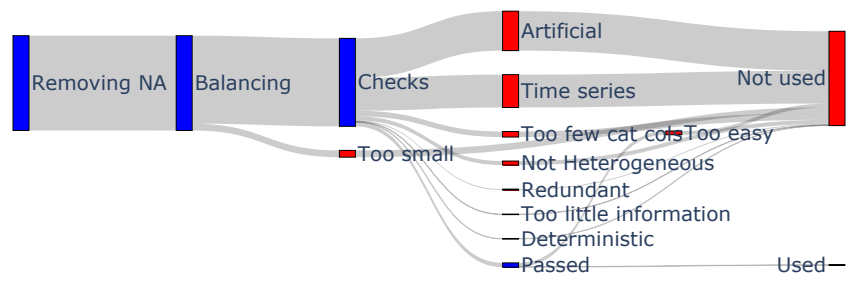 Artificial
Not used
Removing NA
Balancing
Checks
Time series
Too few cat cols
Too easy
Too small
Not Heterogeneous
Redundant
Too little information
Deterministic
Passed
Used